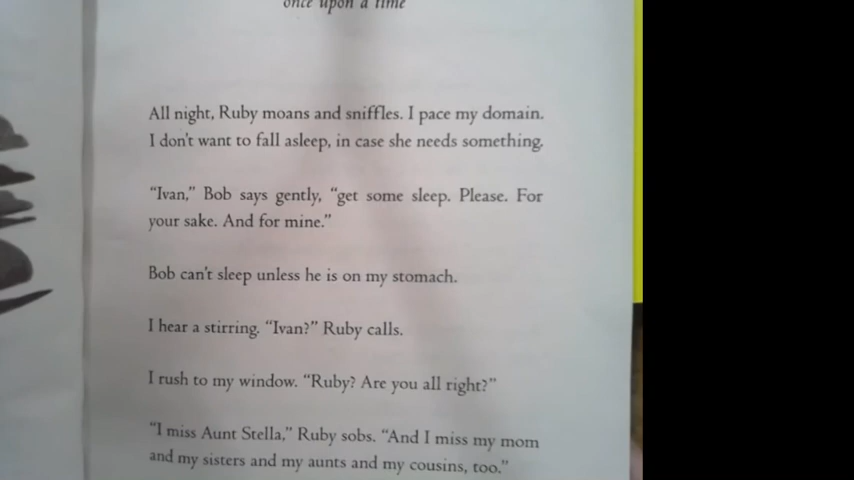 once upon a time
All night, Ruby moans and sniffles. I pace my domain.
I don't want to fall asleep, in case she needs something.
“Ivan,” Bob says gently, “get some sleep. Please. For
your sake. And for mine.”
Bob can't sleep unless he is on my stomach.
I hear a stirring. “Ivan?” Ruby calls.
I rush to my window. “Ruby? Are you all right?”
“I miss Aunt Stella,” Ruby sobs. “And I miss my mom
and my sisters and my aunts and my cousins, too.”